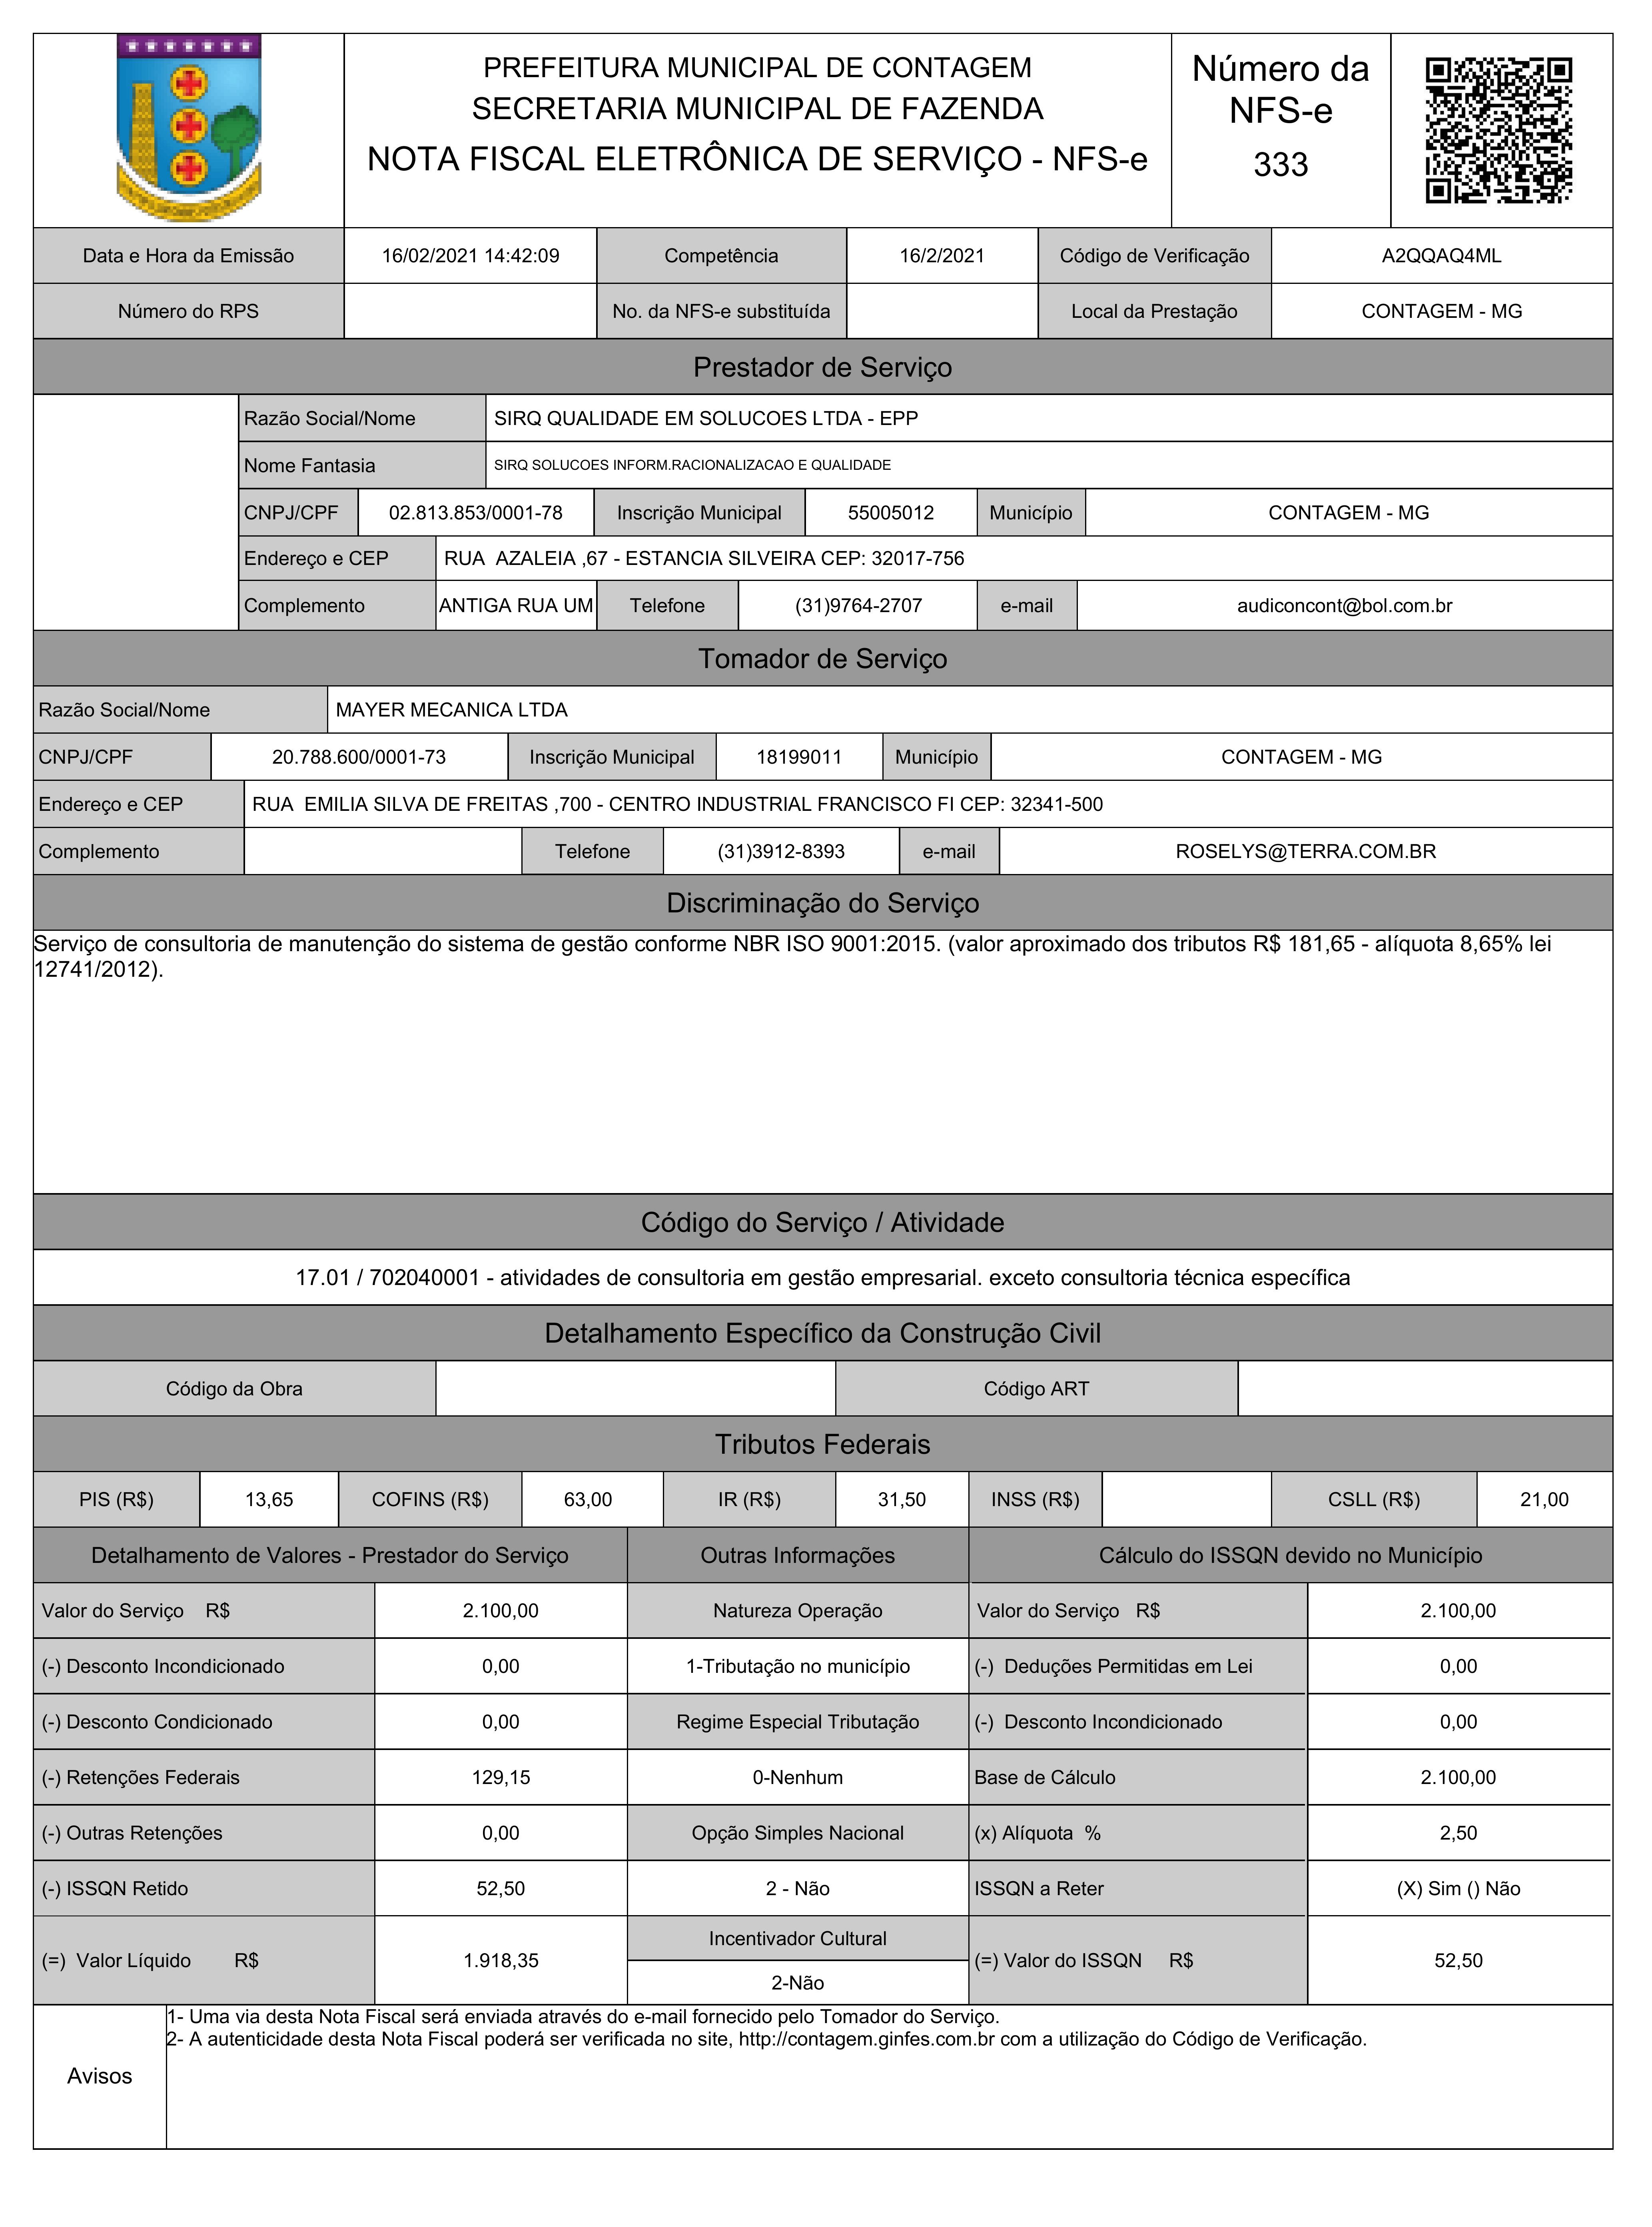 PREFEITURA MUNICIPAL DE CONTAGEM
SECRETARIA MUNICIPAL DE FAZENDA
NOTA FISCAL ELETRÔNICA DE SERVIÇO - NFS-e
Número da
NFS-e
333
Data e Hora da Emissão 16/02/2021 14:42:09 Competência 16/2/2021 Código de Verificação A2QQAQ4ML
Número do RPS No. da NFS-e substituída Local da Prestação CONTAGEM - MG
Prestador de Serviço
Razão Social/Nome SIRQ QUALIDADE EM SOLUCOES LTDA - EPP
Nome Fantasia SIRQ SOLUCOES INFORM.RACIONALIZACAO E QUALIDADE
CNPJ/CPF 02.813.853/0001-78 Inscrição Municipal 55005012 Município CONTAGEM - MG
Endereço e CEP RUA AZALEIA ,67 - ESTANCIA SILVEIRA CEP: 32017-756
Complemento ANTIGA RUA UM Telefone (31)9764-2707 e-mail audiconcont@bol.com.br
Tomador de Serviço
Razão Social/Nome MAYER MECANICA LTDA
CNPJ/CPF 20.788.600/0001-73 Inscrição Municipal 18199011 Município CONTAGEM - MG
Endereço e CEP RUA EMILIA SILVA DE FREITAS ,700 - CENTRO INDUSTRIAL FRANCISCO FI CEP: 32341-500
Complemento Telefone (31)3912-8393 e-mail ROSELYS@TERRA.COM.BR
Discriminação do Serviço
Serviço de consultoria de manutenção do sistema de gestão conforme NBR ISO 9001:2015. (valor aproximado dos tributos R$ 181,65 - alíquota 8,65% lei
12741/2012).
Código do Serviço / Atividade
17.01 / 702040001 - atividades de consultoria em gestão empresarial. exceto consultoria técnica específica
Detalhamento Específico da Construção Civil
Código da Obra Código ART
Tributos Federais
PIS (R$) 13,65 COFINS (R$) 63,00 IR (R$) 31,50 INSS (R$) CSLL (R$) 21,00
Detalhamento de Valores - Prestador do Serviço Outras Informações Cálculo do ISSQN devido no Município
Valor do Serviço R$ 2.100,00 Natureza Operação Valor do Serviço R$ 2.100,00
(-) Desconto Incondicionado 0,00 1-Tributação no município (-) Deduções Permitidas em Lei 0,00
(-) Desconto Condicionado 0,00 Regime Especial Tributação (-) Desconto Incondicionado 0,00
(-) Retenções Federais 129,15 0-Nenhum Base de Cálculo 2.100,00
(-) Outras Retenções 0,00 Opção Simples Nacional (x) Alíquota % 2,50
(-) ISSQN Retido 52,50 2 - Não ISSQN a Reter (X) Sim () Não
(=) Valor Líquido R$ 1.918,35 Incentivador Cultural (=) Valor do ISSQN R$ 52,50
2-Não
Avisos
1- Uma via desta Nota Fiscal será enviada através do e-mail fornecido pelo Tomador do Serviço.
2- A autenticidade desta Nota Fiscal poderá ser verificada no site, http://contagem.ginfes.com.br com a utilização do Código de Verificação.